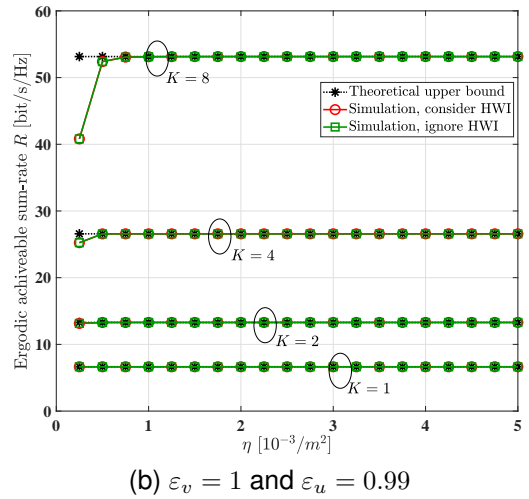 60
50
40
30
20
10
0
Ergodic achiveable sum-rate R [bit/s/Hz]
K = 8
Theoretical upper bound
Simulation, consider HWI
Simulation, ignore HWI
K = 4
K = 2
K = 1
0 1 2 3 4 5
η [10⁻³/m²]
(b) εᵥ = 1 and εᵤ = 0.99